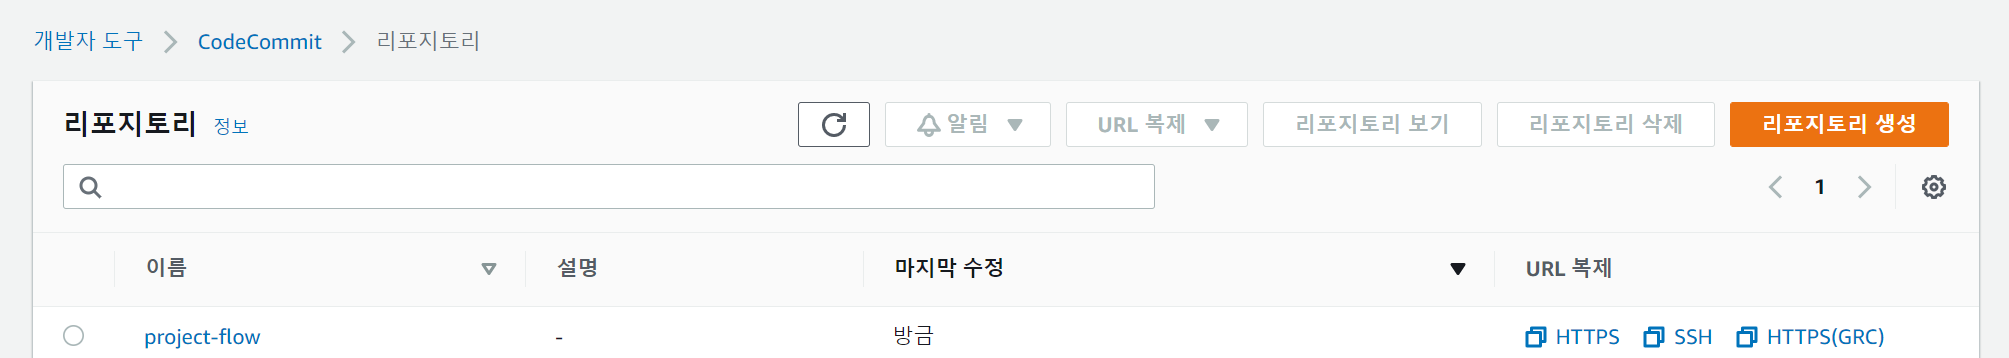 개발자 도구 > CodeCommit > 리포지토리
리포지토리 정보 알림 URL 복제 리포지토리 보기 리포지토리 삭제 리포지토리 생성
1
이름 설명 마지막 수정 URL 복제
project-flow - 방금 HTTPS SSH HTTPS(GRC)